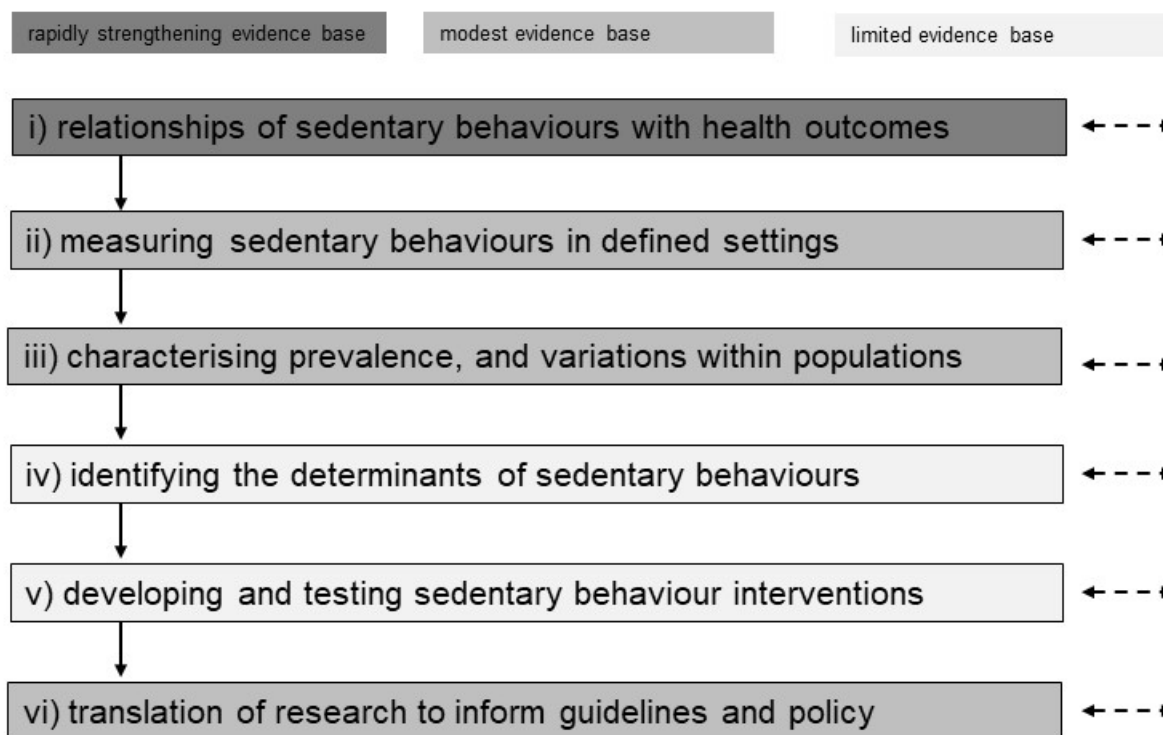 rapidly strengthening evidence base
modest evidence base
limited evidence base
i) relationships of sedentary behaviours with health outcomes
ii) measuring sedentary behaviours in defined settings
iii) characterising prevalence, and variations within populations
iv) identifying the determinants of sedentary behaviours
v) developing and testing sedentary behaviour interventions
vi) translation of research to inform guidelines and policy